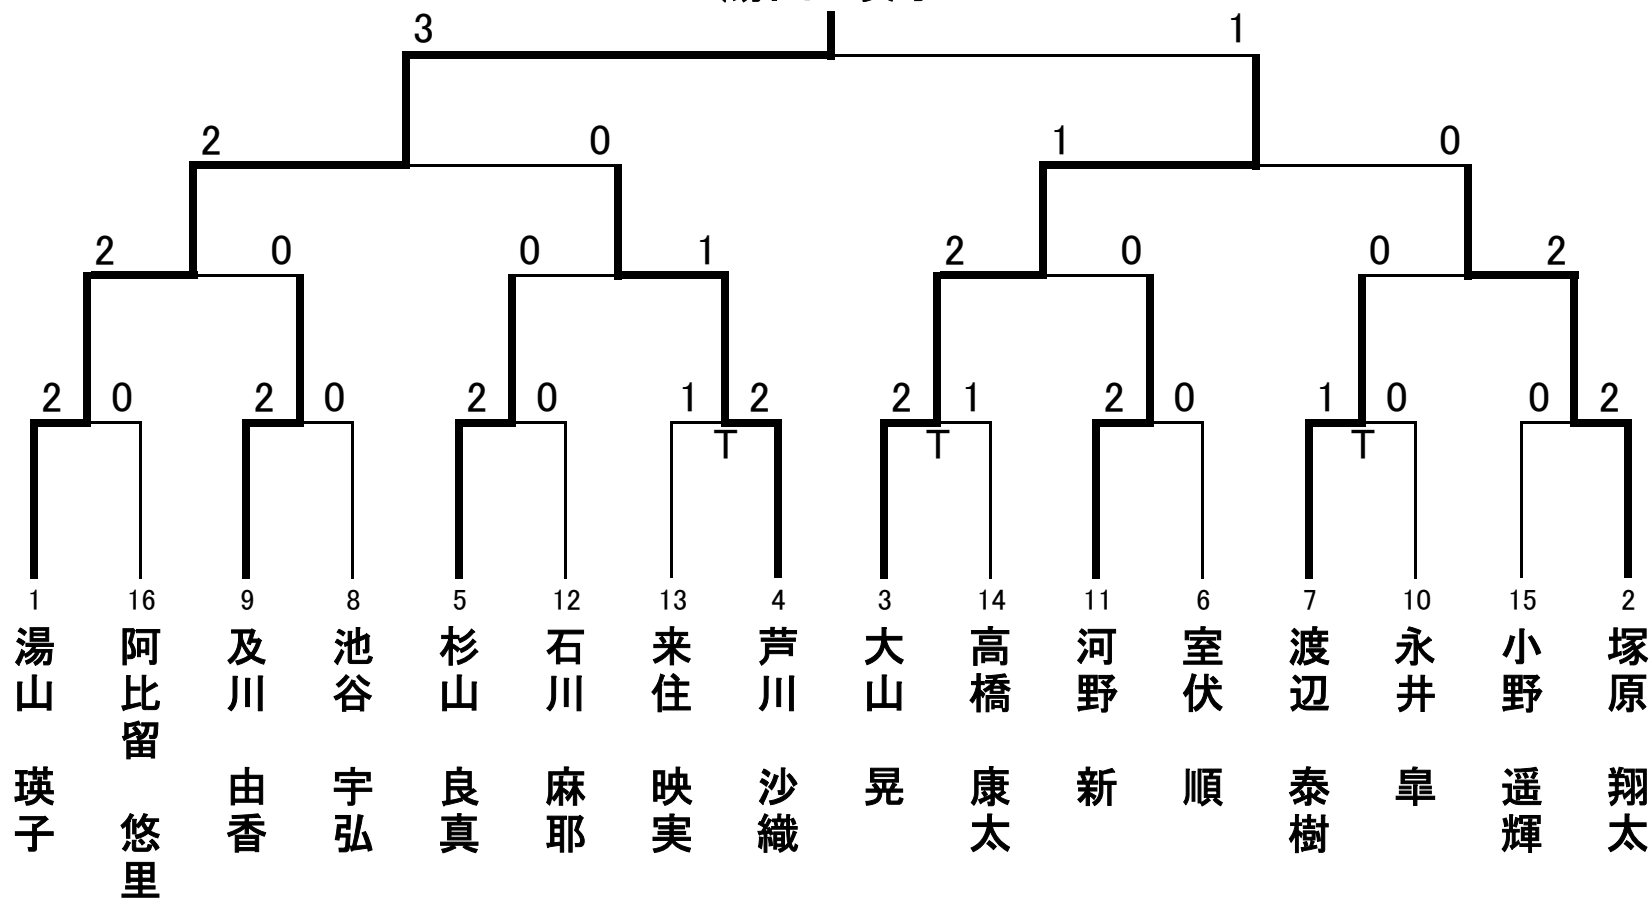 3 1
2 0 1 0
2 0 0 1 2 0 0 2
2 0 2 0 2 0 1 2 2 1 2 0 1 0 0 2
T T T
1 16 9 8 5 12 13 4 3 14 11 6 7 10 15 2
湯山 瑛子
阿比留 悠里
及川 由香
池谷 宇弘
杉山 良真
石川 麻耶
来住 映実
芦川 沙織
大山 晃
高橋 康太
河野 新
室伏 順
渡辺 泰樹
永井 皐
小野 遥輝
塚原 翔太